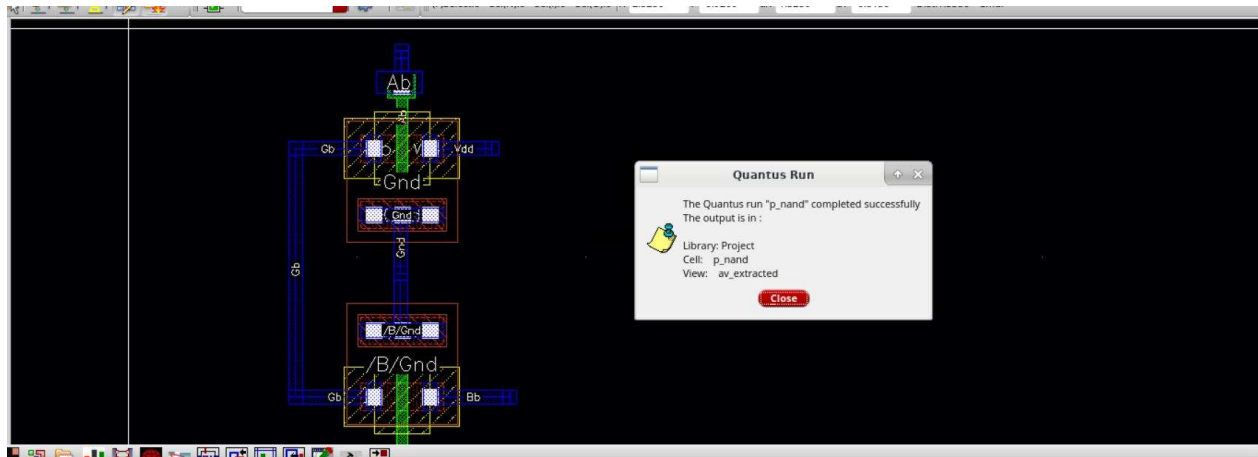 Ab
Ab
Gb
Vdd
Gnd
Gnd
Gnd
Gb
/B/Gnd
/B/Gnd
Gb
Bb
Quantus Run
The Quantus run "p_nand" completed successfully
The output is in :
Library: Project
Cell: p_nand
View: av_extracted
Close